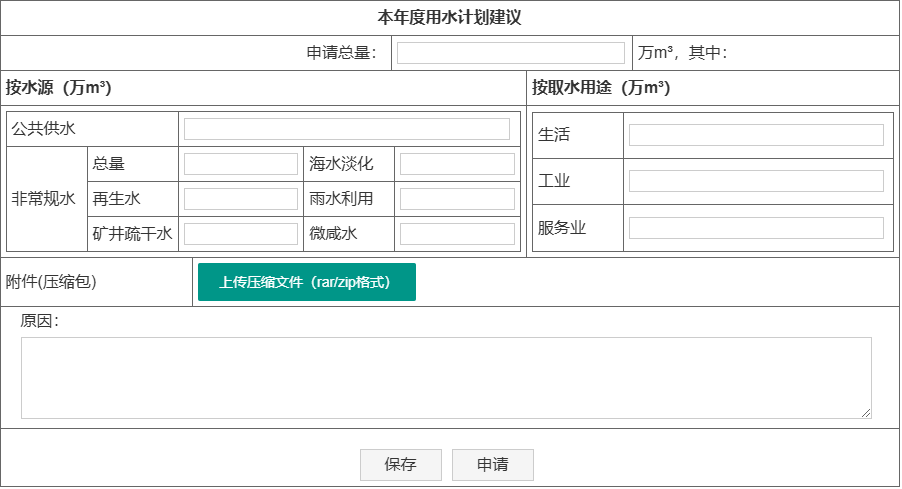 本年度用水计划建议
申请总量： 万m³，其中：
按水源（万m³） 按取水用途（万m³）
公共供水
非常规水
总量 海水淡化
再生水 雨水利用
矿井疏干水 微咸水
生活
工业
服务业
附件(压缩包) 上传压缩文件（rar/zip格式）
原因：
保存 申请